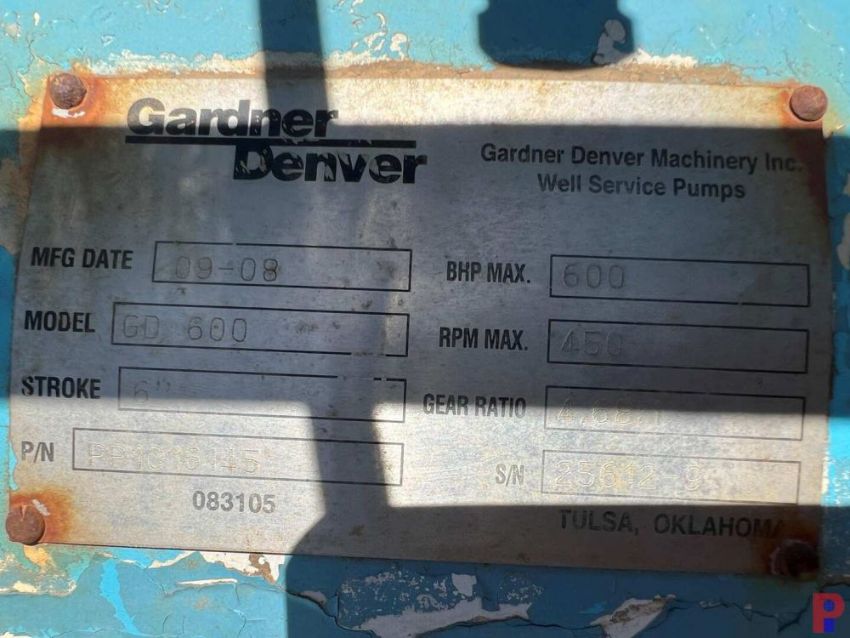 Gardner
Denver
Gardner Denver Machinery Inc.
Well Service Pumps
MFG DATE 09-08
BHP MAX. 600
MODEL GD 600
RPM MAX. 450
STROKE 6"
GEAR RATIO
P/N
S/N
083105
TULSA, OKLAHOMA